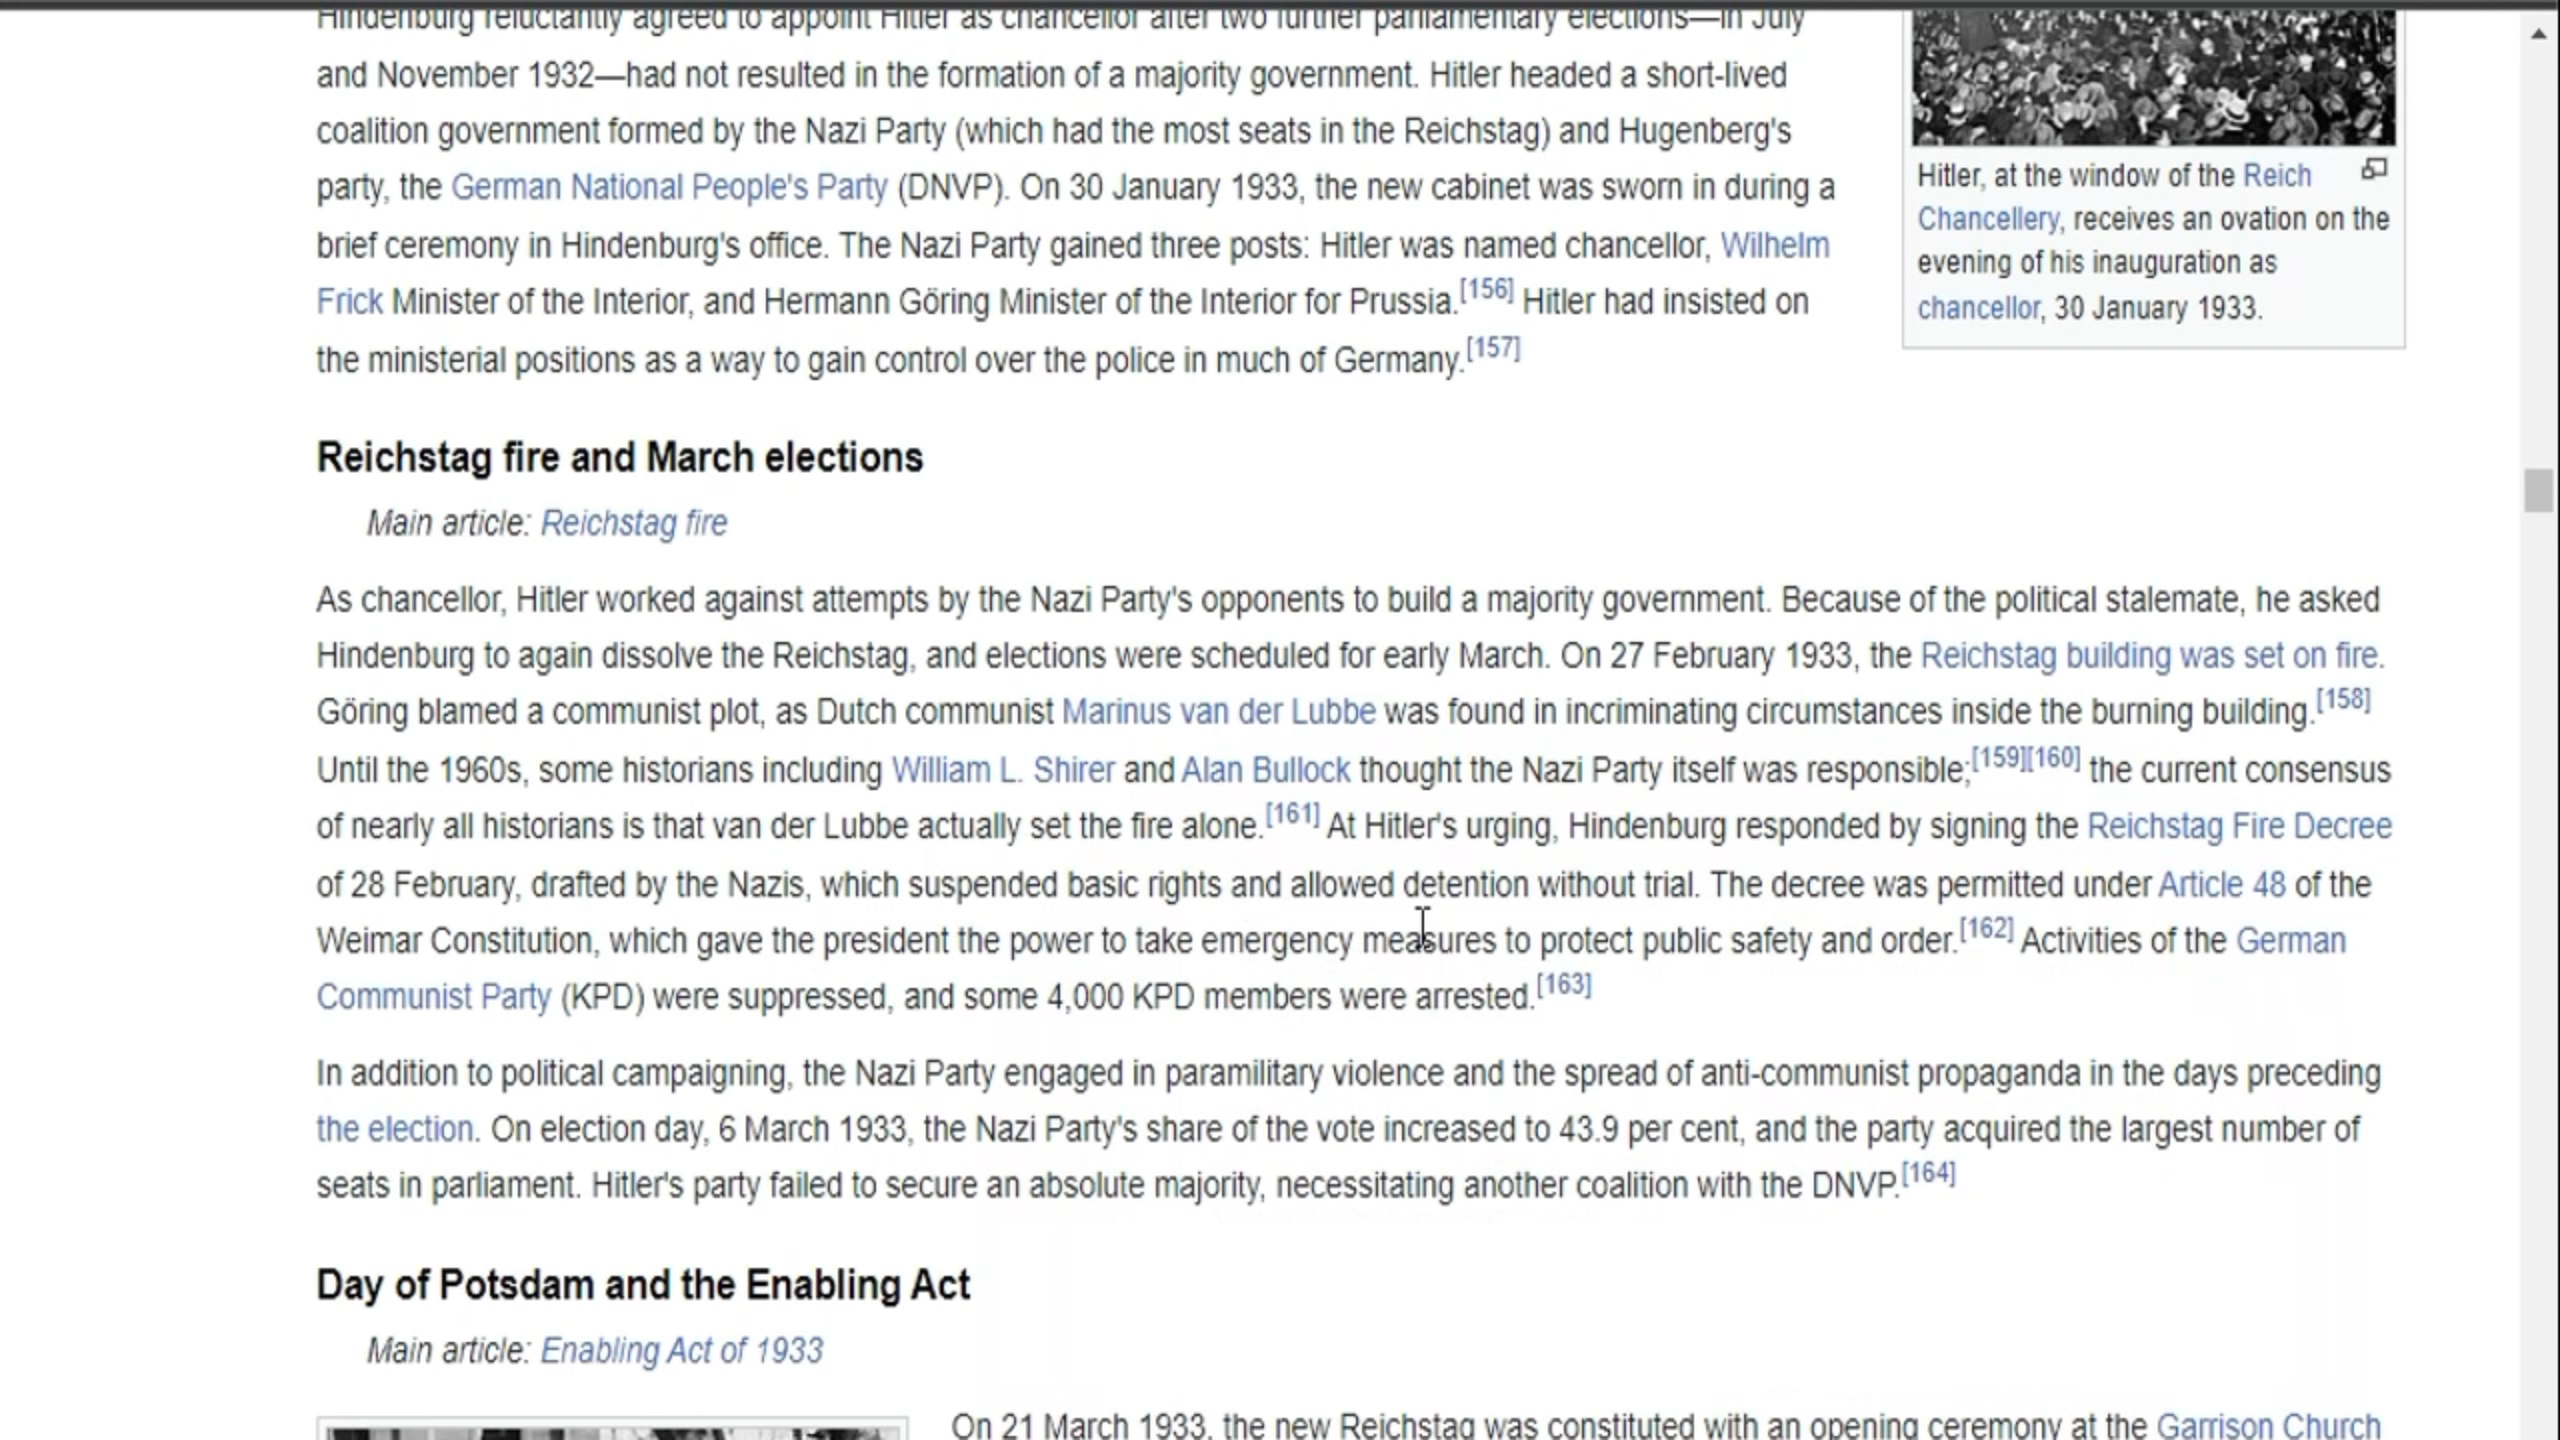 Hindenburg reluctantly agreed to appoint Hitler as chancellor after two further parliamentary elections—in July
and November 1932—had not resulted in the formation of a majority government. Hitler headed a short-lived
coalition government formed by the Nazi Party (which had the most seats in the Reichstag) and Hugenberg's
party, the German National People's Party (DNVP). On 30 January 1933, the new cabinet was sworn in during a
brief ceremony in Hindenburg's office. The Nazi Party gained three posts: Hitler was named chancellor, Wilhelm
Frick Minister of the Interior, and Hermann Göring Minister of the Interior for Prussia.[156] Hitler had insisted on
the ministerial positions as a way to gain control over the police in much of Germany.[157]
Hitler, at the window of the Reich
Chancellery, receives an ovation on the
evening of his inauguration as
chancellor, 30 January 1933.
Reichstag fire and March elections
Main article: Reichstag fire
As chancellor, Hitler worked against attempts by the Nazi Party's opponents to build a majority government. Because of the political stalemate, he asked
Hindenburg to again dissolve the Reichstag, and elections were scheduled for early March. On 27 February 1933, the Reichstag building was set on fire.
Göring blamed a communist plot, as Dutch communist Marinus van der Lubbe was found in incriminating circumstances inside the burning building.[158]
Until the 1960s, some historians including William L. Shirer and Alan Bullock thought the Nazi Party itself was responsible;[159][160] the current consensus
of nearly all historians is that van der Lubbe actually set the fire alone.[161] At Hitler's urging, Hindenburg responded by signing the Reichstag Fire Decree
of 28 February, drafted by the Nazis, which suspended basic rights and allowed detention without trial. The decree was permitted under Article 48 of the
Weimar Constitution, which gave the president the power to take emergency measures to protect public safety and order.[162] Activities of the German
Communist Party (KPD) were suppressed, and some 4,000 KPD members were arrested.[163]
In addition to political campaigning, the Nazi Party engaged in paramilitary violence and the spread of anti-communist propaganda in the days preceding
the election. On election day, 6 March 1933, the Nazi Party's share of the vote increased to 43.9 per cent, and the party acquired the largest number of
seats in parliament. Hitler's party failed to secure an absolute majority, necessitating another coalition with the DNVP.[164]
Day of Potsdam and the Enabling Act
Main article: Enabling Act of 1933
On 21 March 1933, the new Reichstag was constituted with an opening ceremony at the Garrison Church